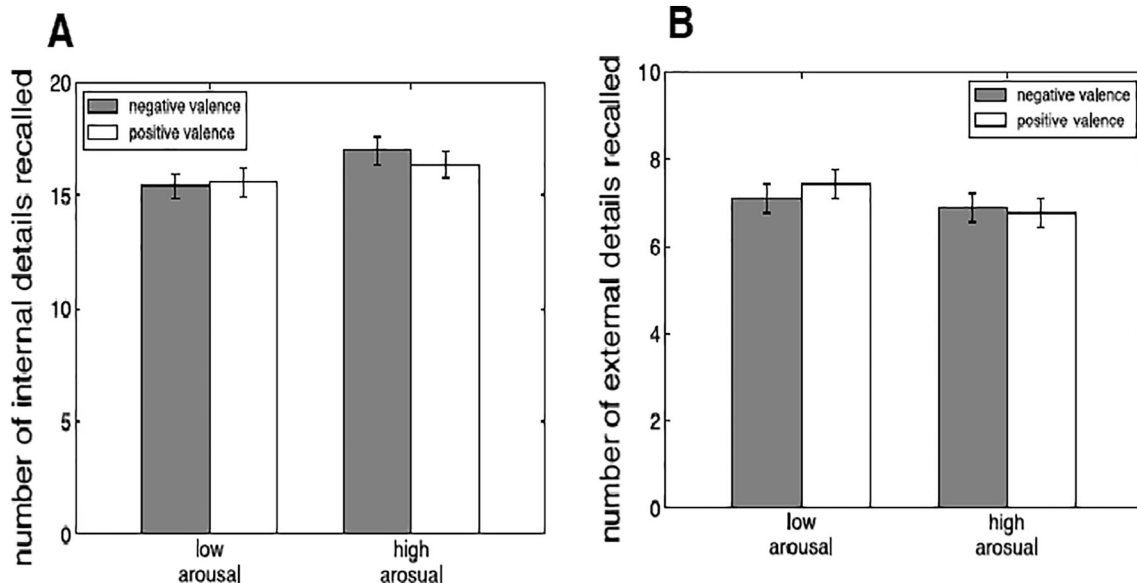 A
number of internal details recalled
20
15
10
5
0
negative valence
positive valence
low
arousal
high
arosual
B
number of external details recalled
10
8
6
4
2
0
negative valence
positive valence
low
arousal
high
arosual